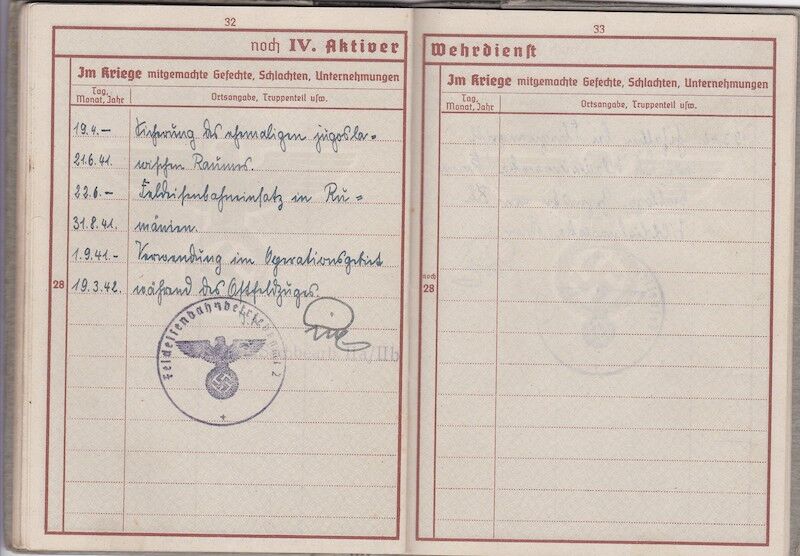 32
noch IV. Aktiver
Im Kriege mitgemachte Gefechte, Schlachten, Unternehmungen
Tag, Monat, Jahr
Ortsangabe, Truppenteil usw.
19.4.– Sicherung des ehemaligen jugosla-
21.6.41. wischen Raumes.
22.6.– Feldeisenbahneinsatz in Ru-
31.8.41. mänien.
1.9.41.– Verwendung im Operationsgebiet
28 19.3.42. während des Ostfeldzuges.
Feldeisenbahnbetriebsamt 2
33
Wehrdienst
Im Kriege mitgemachte Gefechte, Schlachten, Unternehmungen
Tag, Monat, Jahr
Ortsangabe, Truppenteil usw.
noch
28